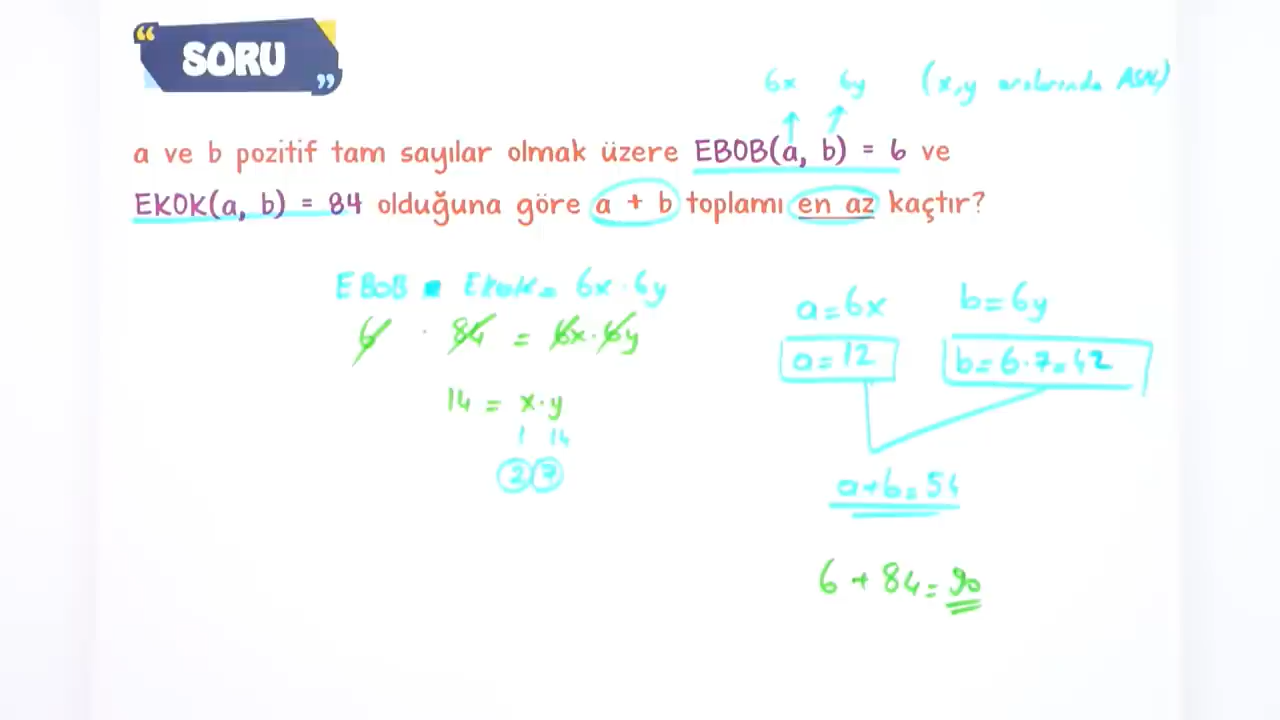 “
SORU
”
6x 6y (x,y aralarında ASAL)
a ve b pozitif tam sayılar olmak üzere EBOB(a, b) = 6 ve
EKOK(a, b) = 84 olduğuna göre a + b toplamı en az kaçtır?
EBOB . EKOK = 6x . 6y
6 . 84 = 6x . 6y
14 = x . y
1 14
2 7
a = 6x b = 6y
a = 12 b = 6 . 7 = 42
a + b = 54
6 + 84 = 90